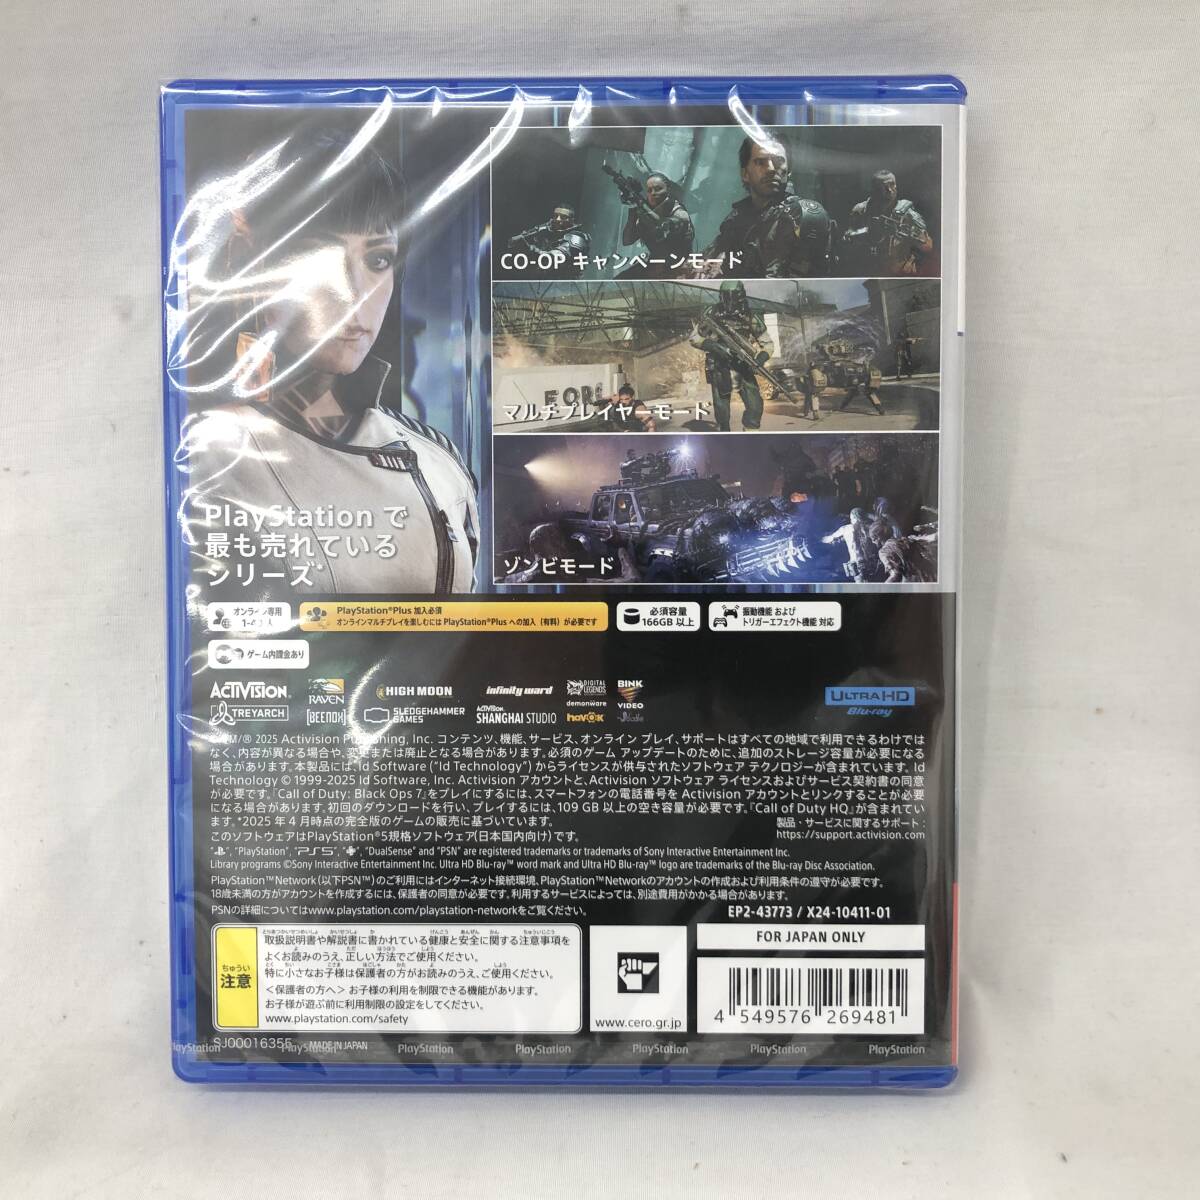 CO-OP キャンペーンモード
マルチプレイヤーモード
ゾンビモード
PlayStation で
最も売れている
シリーズ*
オンライン専用
PlayStation®Plus 加入必須
オンラインマルチプレイを楽しむには PlayStation®Plus への加入（有料）が必要です
必須容量
166GB 以上
振動機能 および
トリガーエフェクト機能 対応
ゲーム内課金あり
ACTIVISION
RAVEN
HIGH MOON
infinity ward
DIGITAL LEGENDS
demonware
BINK VIDEO
TREYARCH
BEENOX
SLEDGEHAMMER GAMES
ACTIVISION SHANGHAI STUDIO
havok
ULTRA HD Blu-ray
©/TM/® 2025 Activision Publishing, Inc. コンテンツ、機能、サービス、オンライン プレイ、サポートはすべての地域で利用できるわけでは
なく、内容が異なる場合や、変更または廃止となる場合があります。必須のゲーム アップデートのために、追加のストレージ容量が必要になる
場合があります。本製品には、Id Software ("Id Technology") からライセンスが供与されたソフトウェア テクノロジーが含まれています。Id
Technology © 1999-2025 Id Software, Inc. Activision アカウントと、Activision ソフトウェア ライセンスおよびサービス契約書の同意
が必要です。『Call of Duty: Black Ops 7』をプレイするには、スマートフォンの電話番号を Activision アカウントとリンクすることが必要
になる場合があります。初回のダウンロードを行い、プレイするには、109 GB 以上の空き容量が必要です。『Call of Duty HQ』が含まれてい
ます。*2025 年 4 月時点の完全版のゲームの販売に基づいています。
製品・サービスに関するサポート：
https://support.activision.com
このソフトウェアはPlayStation®5規格ソフトウェア(日本国内向け)です。
"PlayStation", "PS5", "DualSense" and "PSN" are registered trademarks or trademarks of Sony Interactive Entertainment Inc.
Library programs ©Sony Interactive Entertainment Inc. Ultra HD Blu-ray™ word mark and Ultra HD Blu-ray™ logo are trademarks of the Blu-ray Disc Association.
PlayStation™Network（以下PSN™）のご利用にはインターネット接続環境、PlayStation™Networkのアカウントの作成および利用条件の遵守が必要です。
18歳未満の方がアカウントを作成するには、保護者の同意が必要です。利用するサービスによっては、別途費用がかかる場合があります。
PSNの詳細についてはwww.playstation.com/playstation-networkをご覧ください。
EP2-43773 / X24-10411-01
ちゅうい
注意
取扱説明書や解説書に書かれている健康と安全に関する注意事項を
よくお読みのうえ、正しい方法でご使用ください。
特に小さなお子様は保護者の方がお読みのうえ、ご使用ください。
＜保護者の方へ＞ お子様の利用を制限できる機能があります。
お子様が遊ぶ前に利用制限の設定をしてください。
www.playstation.com/safety
www.cero.gr.jp
FOR JAPAN ONLY
4 549576 269481
SJ00016355
MADE IN JAPAN
PlayStation PlayStation PlayStation PlayStation PlayStation PlayStation